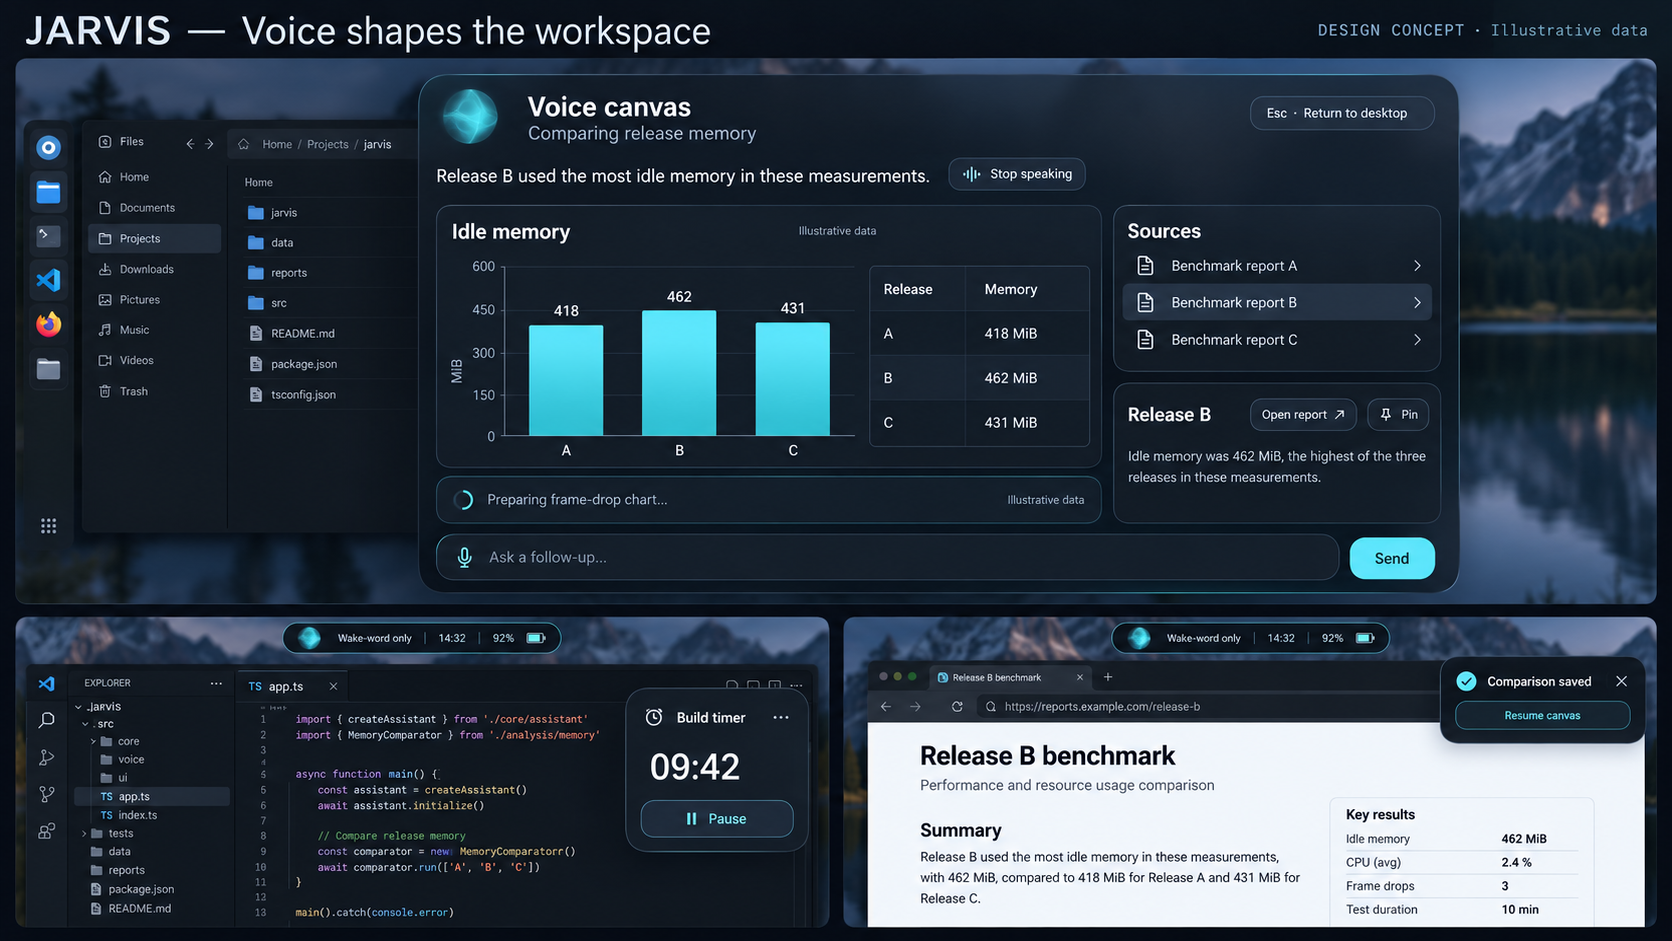 JARVIS — Voice shapes the workspace
DESIGN CONCEPT · Illustrative data
Files
Home / Projects / jarvis
Home
Documents
Projects
Downloads
Pictures
Music
Videos
Trash
Home
jarvis
data
reports
src
README.md
package.json
tsconfig.json
Voice canvas
Comparing release memory
Esc · Return to desktop
Release B used the most idle memory in these measurements.
Stop speaking
Idle memory
Illustrative data
600
450
300
150
0
MiB
418
462
431
A
B
C
Release Memory
A 418 MiB
B 462 MiB
C 431 MiB
Sources
Benchmark report A
Benchmark report B
Benchmark report C
Release B
Open report
Pin
Idle memory was 462 MiB, the highest of the three
releases in these measurements.
Preparing frame-drop chart...
Illustrative data
Ask a follow-up...
Send
Wake-word only | 14:32 | 92%
EXPLORER ...
.jarvis
.src
core
voice
ui
TS app.ts
TS index.ts
tests
data
reports
package.json
README.md
TS app.ts ×
1 import { createAssistant } from './core/assistant'
2 import { MemoryComparator } from './analysis/memory'
3
4
5 async function main() {
5 const assistant = createAssistant()
6 await assistant.initialize()
7
8 // Compare release memory
9 const comparator = new MemoryComparatorr()
10 await comparator.run(['A', 'B', 'C'])
11 }
12
13 main().catch(console.error)
Build timer ...
09:42
Pause
Wake-word only | 14:32 | 92%
Release B benchmark × +
https://reports.example.com/release-b
Comparison saved ×
Resume canvas
Release B benchmark
Performance and resource usage comparison
Summary
Release B used the most idle memory in these measurements,
with 462 MiB, compared to 418 MiB for Release A and 431 MiB for
Release C.
Key results
Idle memory 462 MiB
CPU (avg) 2.4 %
Frame drops 3
Test duration 10 min